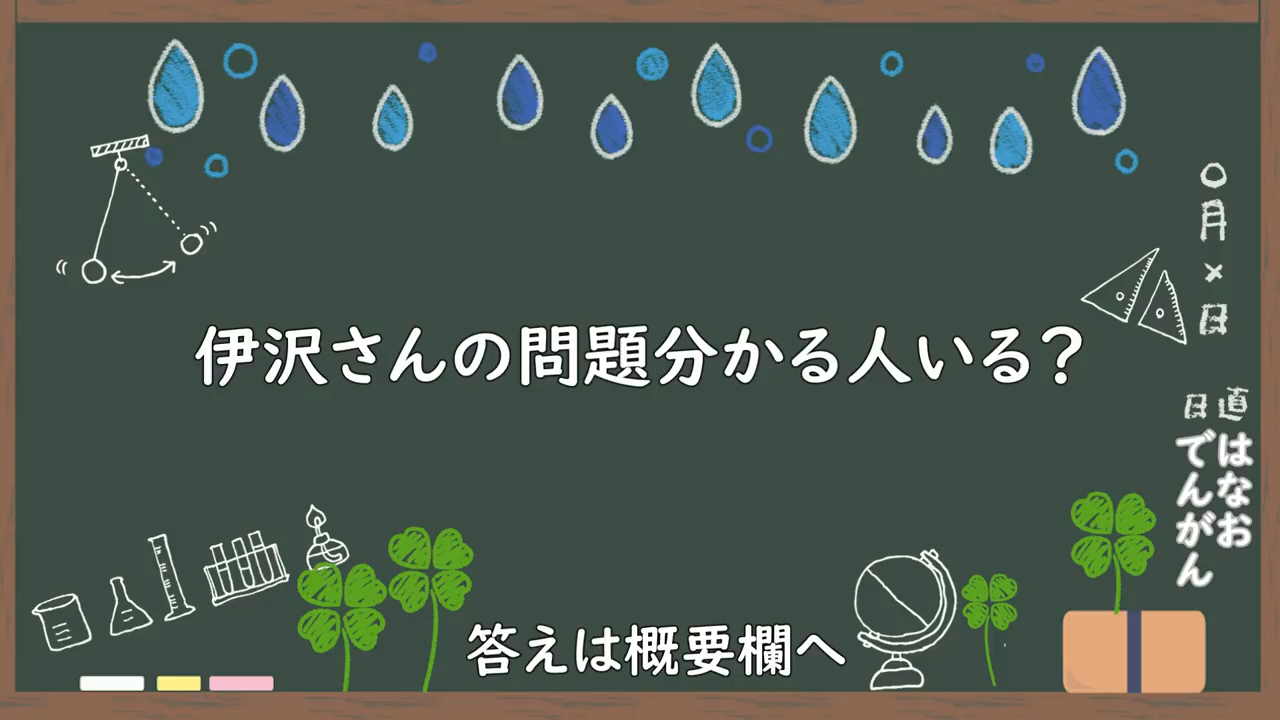 伊沢さんの問題分かる人いる？
答えは概要欄へ
〇月×日
日直
はなお
でんがん